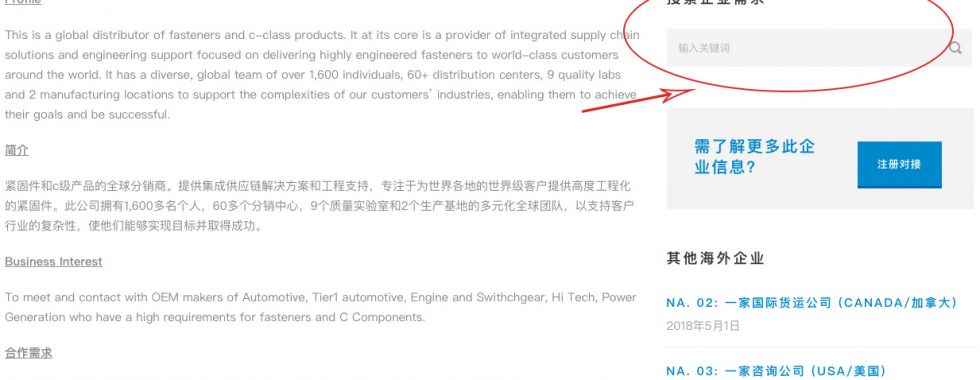 Profile
This is a global distributor of fasteners and c-class products. It at its core is a provider of integrated supply chain
solutions and engineering support focused on delivering highly engineered fasteners to world-class customers
around the world. It has a diverse, global team of over 1,600 individuals, 60+ distribution centers, 9 quality labs
and 2 manufacturing locations to support the complexities of our customers' industries, enabling them to achieve
their goals and be successful.
简介
紧固件和c级产品的全球分销商。提供集成供应链解决方案和工程支持，专注于为世界各地的世界级客户提供高度工程化
的紧固件。此公司拥有1,600多名个人，60多个分销中心，9个质量实验室和2个生产基地的多元化全球团队，以支持客户
行业的复杂性，使他们能够实现目标并取得成功。
Business Interest
To meet and contact with OEM makers of Automotive, Tier1 automotive, Engine and Swithchgear, Hi Tech, Power
Generation who have a high requirements for fasteners and C Components.
合作需求
搜索企业需求
输入关键词
需了解更多此企
业信息?
注册对接
其他海外企业
NA. 02: 一家国际货运公司 (CANADA/加拿大)
2018年5月1日
NA. 03: 一家咨询公司 (USA/美国)